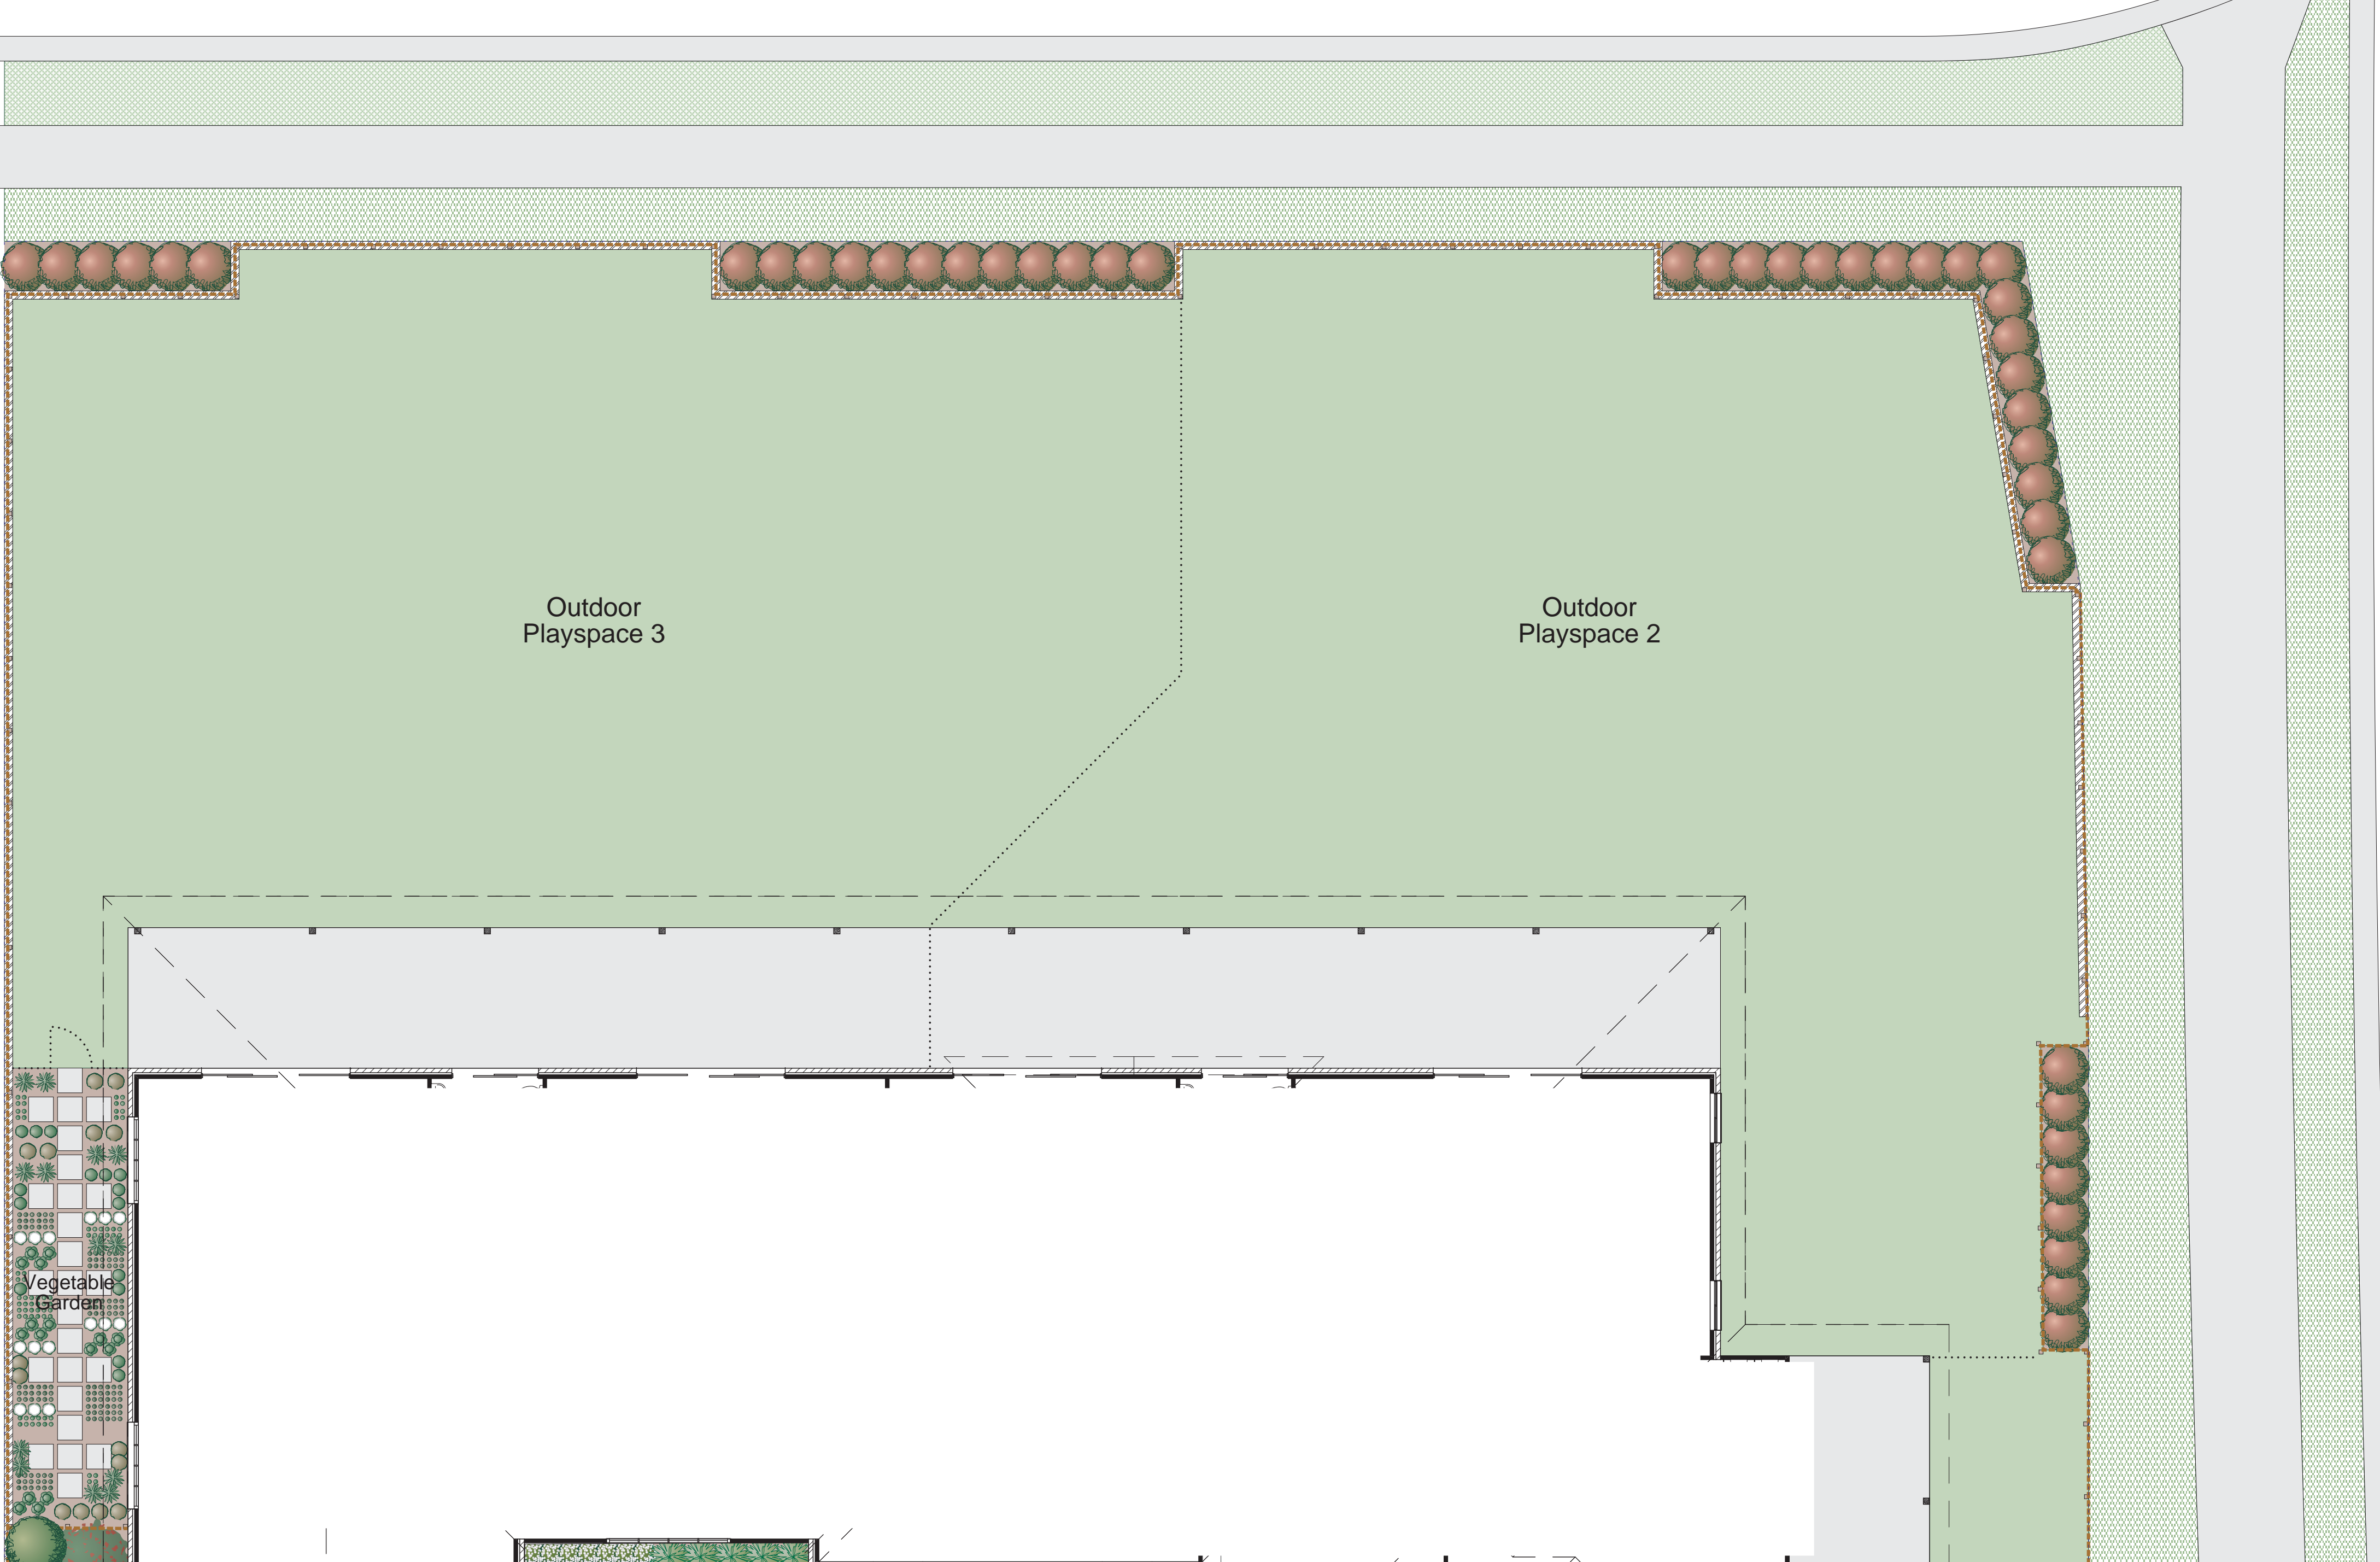 Outdoor
Playspace 3
Outdoor
Playspace 2
Vegetable
Garden